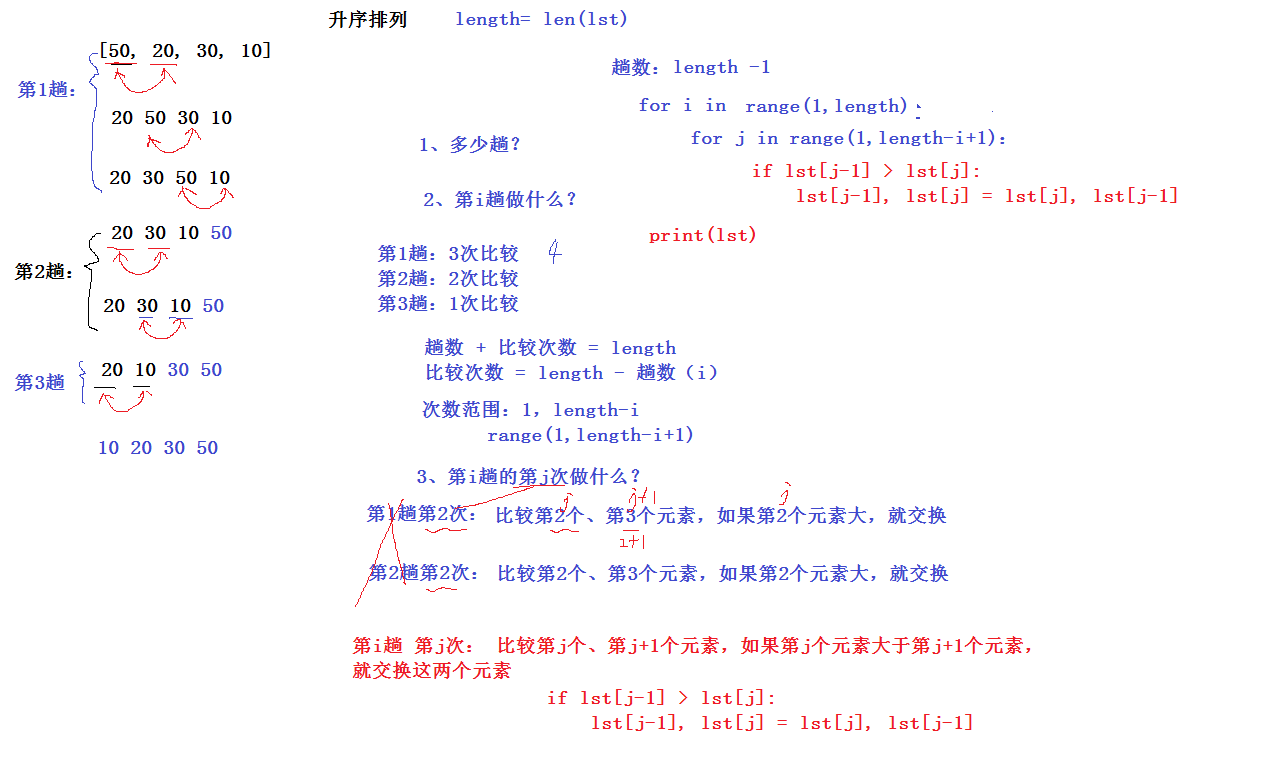 升序排列 length= len(lst)
[50, 20, 30, 10]
第1趟:
20 50 30 10
20 30 50 10
20 30 10 50
第2趟:
20 30 10 50
20 10 30 50
第3趟
10 20 30 50
趟数: length -1
for i in range(1,length) :
for j in range(1,length-i+1):
if lst[j-1] > lst[j]:
lst[j-1], lst[j] = lst[j], lst[j-1]
print(lst)
1、多少趟?
2、第i趟做什么?
第1趟: 3次比较 4
第2趟: 2次比较
第3趟: 1次比较
趟数 + 比较次数 = length
比较次数 = length - 趟数（i）
次数范围: 1, length-i
range(1,length-i+1)
3、第i趟的第j次做什么?
j j+1 j
第1趟第2次: 比较第2个、第3个元素，如果第2个元素大，就交换
i+1
第2趟第2次: 比较第2个、第3个元素，如果第2个元素大，就交换
第i趟 第j次: 比较第j个、第j+1个元素，如果第j个元素大于第j+1个元素，
就交换这两个元素
if lst[j-1] > lst[j]:
lst[j-1], lst[j] = lst[j], lst[j-1]